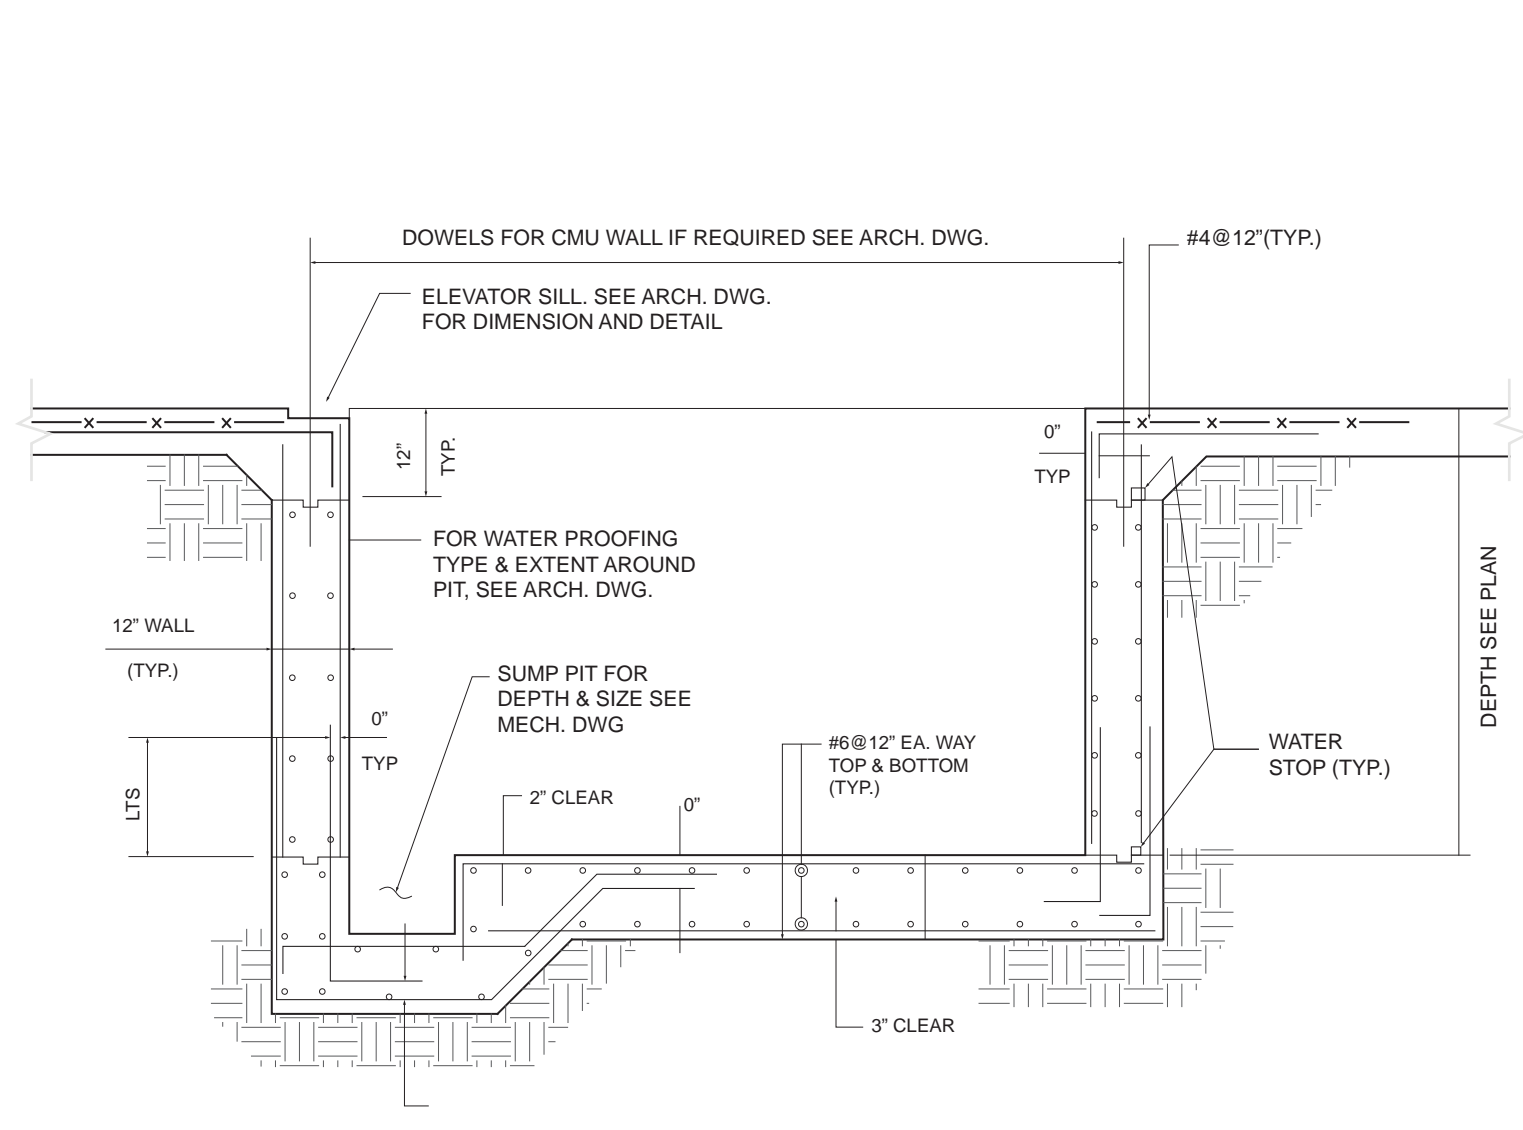 DOWELS FOR CMU WALL IF REQUIRED SEE ARCH. DWG.
#4@12”(TYP.)
ELEVATOR SILL. SEE ARCH. DWG.
FOR DIMENSION AND DETAIL
12”
TYP.
0”
TYP
FOR WATER PROOFING
TYPE & EXTENT AROUND
PIT, SEE ARCH. DWG.
12” WALL
(TYP.)
DEPTH SEE PLAN
SUMP PIT FOR
DEPTH & SIZE SEE
MECH. DWG
0”
TYP
#6@12” EA. WAY
TOP & BOTTOM
(TYP.)
WATER
STOP (TYP.)
LTS
2” CLEAR
0”
3” CLEAR